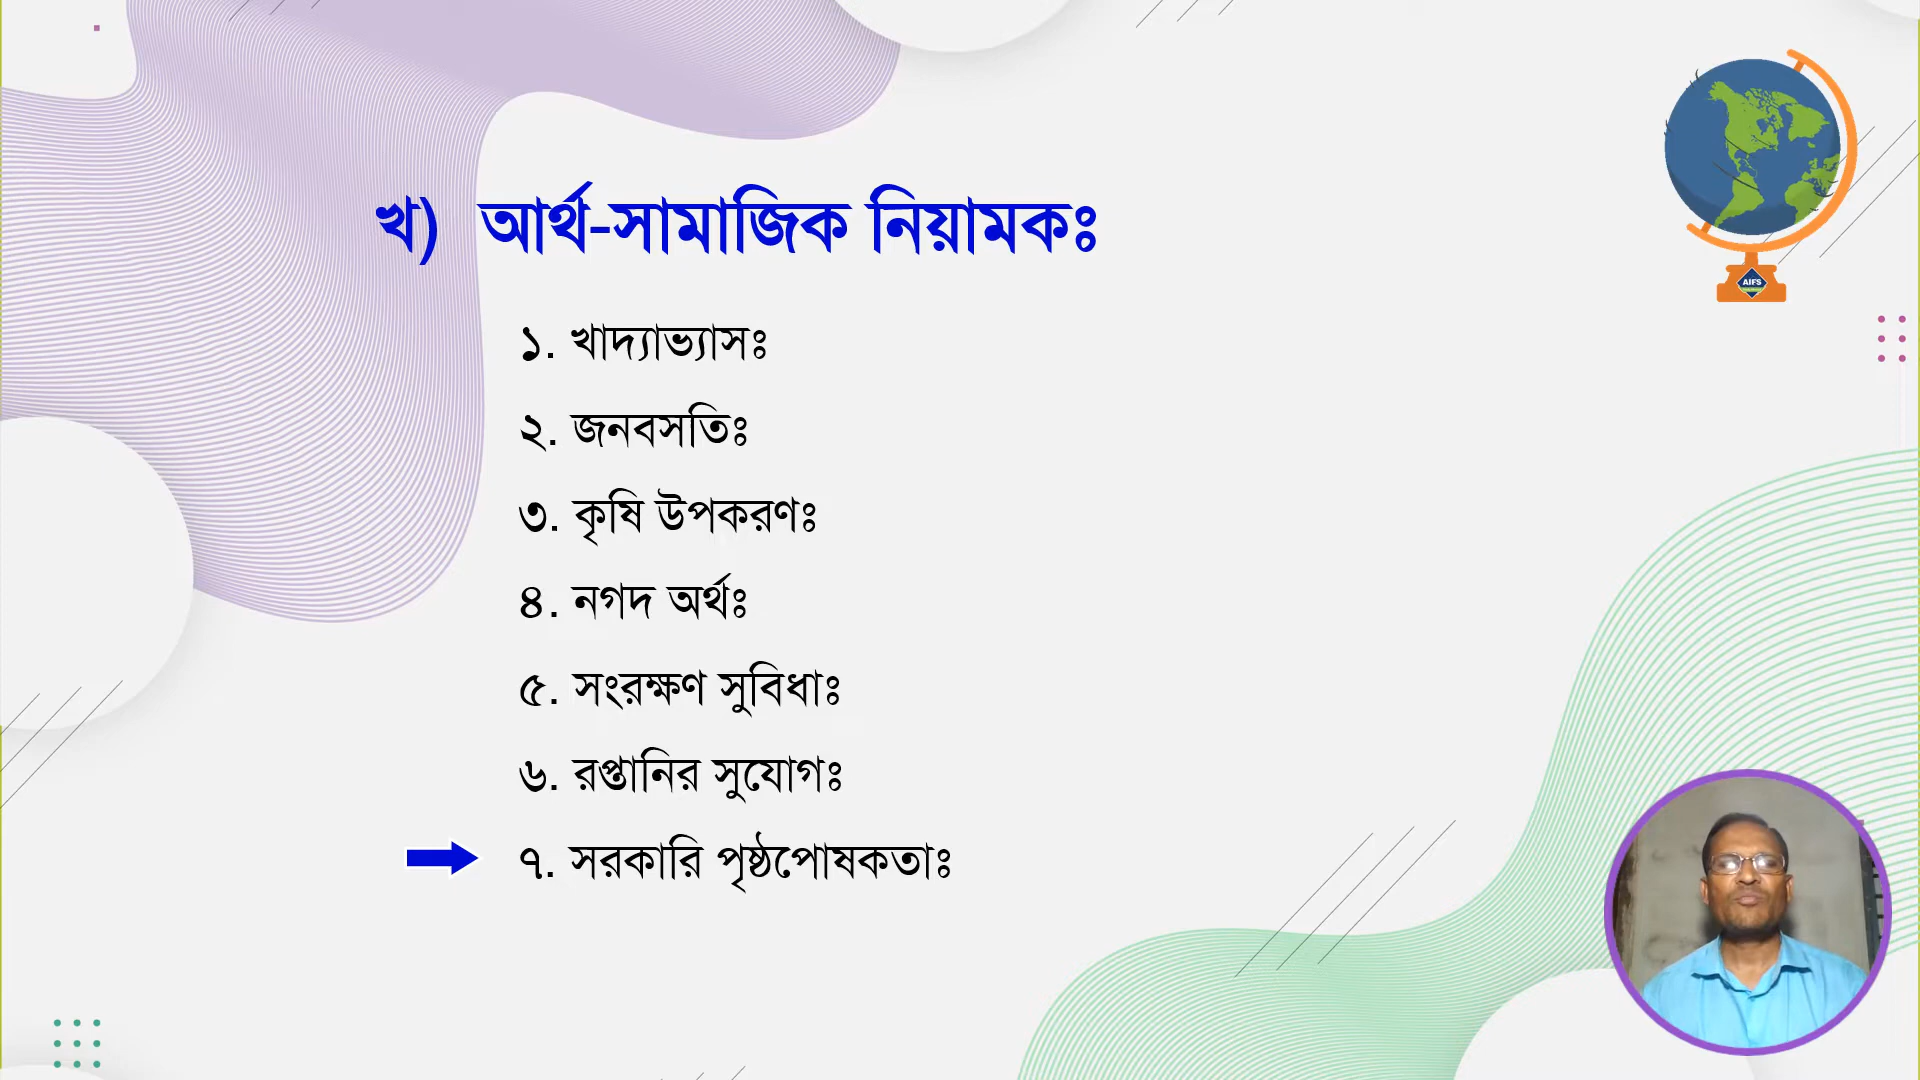 খ) আর্থ-সামাজিক নিয়ামকঃ
১. খাদ্যাভ্যাসঃ
২. জনবসতিঃ
৩. কৃষি উপকরণঃ
৪. নগদ অর্থঃ
৫. সংরক্ষণ সুবিধাঃ
৬. রপ্তানির সুযোগঃ
৭. সরকারি পৃষ্ঠপোষকতাঃ
AIFS